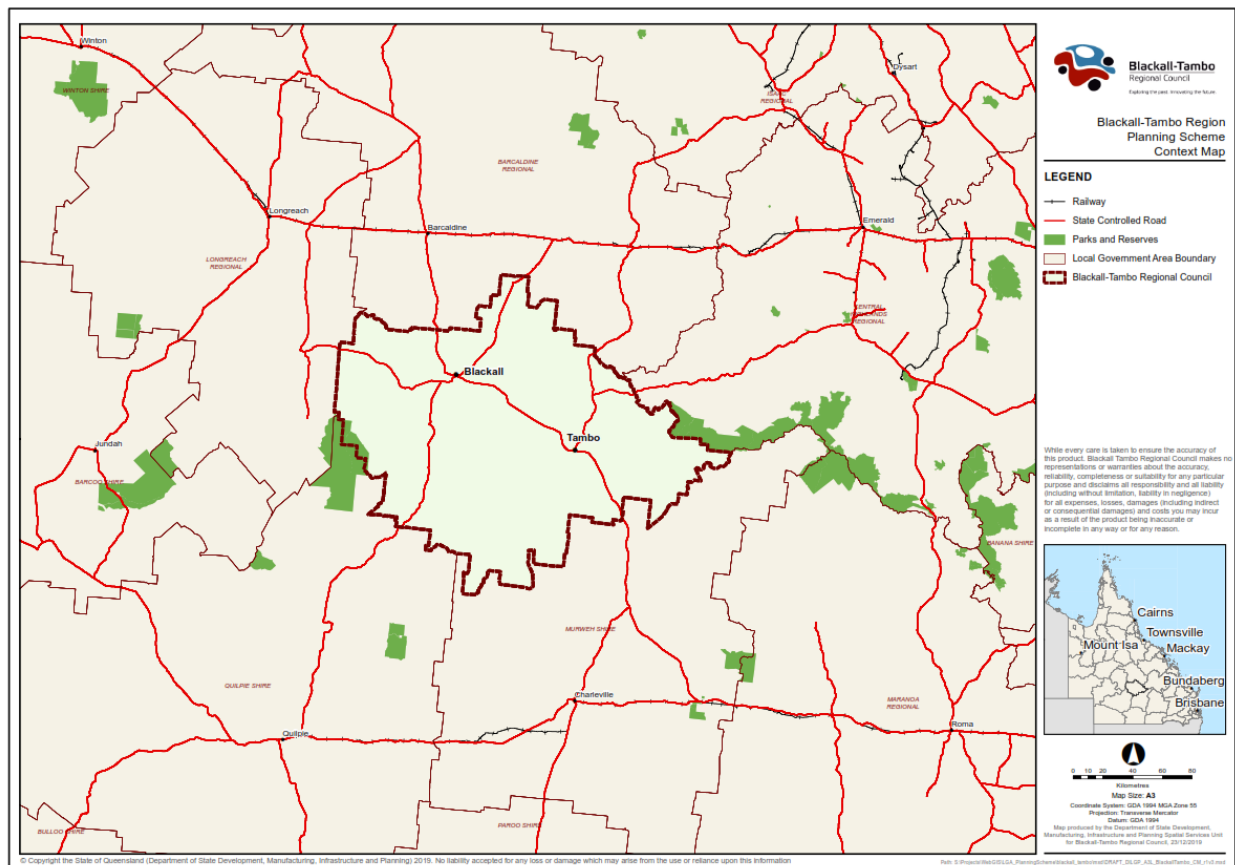 Winton
WINTON SHIRE
Dysart
ISAAC
REGIONAL
BARCALDINE
REGIONAL
Longreach
Barcaldine
Emerald
LONGREACH
REGIONAL
CENTRAL
HIGHLANDS
REGIONAL
Blackall
Tambo
Jundah
BARCOO SHIRE
BANANA SHIRE
MURWEH SHIRE
QUILPIE SHIRE
Charleville
MARANOA
REGIONAL
Quilpie
Roma
BULLOO SHIRE
PAROO SHIRE
Blackall-Tambo
Regional Council
Exploring the past, innovating the future
Blackall-Tambo Region
Planning Scheme
Context Map
LEGEND
Railway
State Controlled Road
Parks and Reserves
Local Government Area Boundary
Blackall-Tambo Regional Council
While every care is taken to ensure the accuracy of
this product, Blackall Tambo Regional Council makes no
representations or warranties about the accuracy,
reliability, completeness or suitability for any particular
purpose and disclaims all responsibility and all liability
(including without limitation, liability in negligence)
for all expenses, losses, damages (including indirect
or consequential damages) and costs you may incur
as a result of the product being inaccurate or
incomplete in any way or for any reason.
Cairns
Townsville
Mount Isa
Mackay
Bundaberg
Brisbane
0 10 20 40 60 80
Kilometres
Map Size: A3
Coordinate System: GDA 1994 MGA Zone 55
Projection: Transverse Mercator
Datum: GDA 1994
Map produced by the Department of State Development,
Manufacturing, Infrastructure and Planning Spatial Services Unit
for Blackall-Tambo Regional Council, 23/12/2019
© Copyright the State of Queensland (Department of State Development, Manufacturing, Infrastructure and Planning) 2019. No liability accepted for any loss or damage which may arise from the use or reliance upon this information